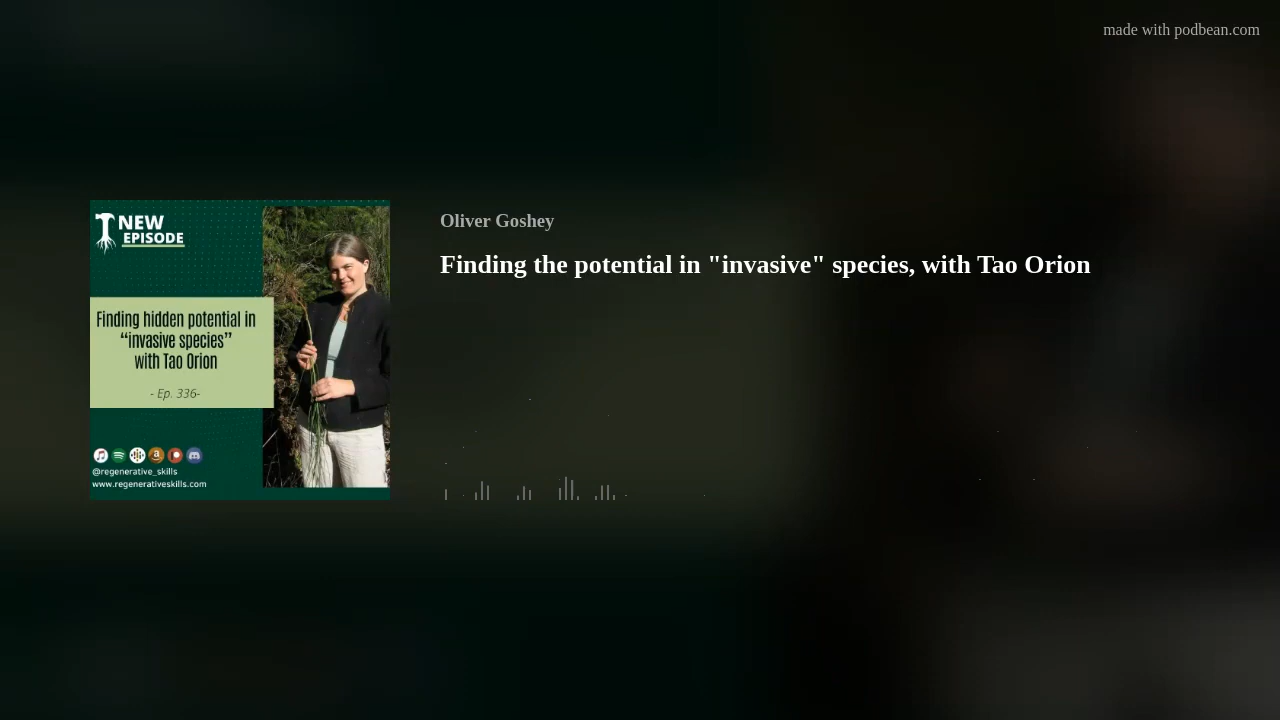 made with podbean.com
NEW
EPISODE
Finding hidden potential in
“invasive species”
with Tao Orion
- Ep. 336-
@regenerative_skills
www.regenerativeskills.com
Oliver Goshey
Finding the potential in "invasive" species, with Tao Orion